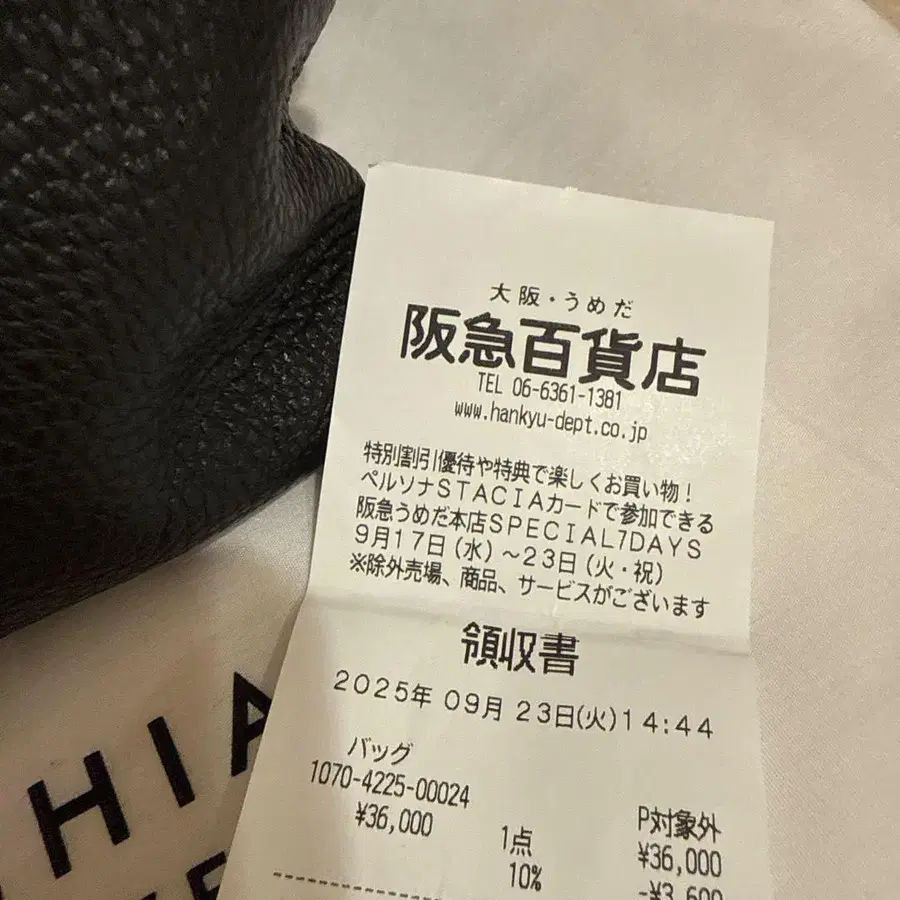 大阪・うめだ
阪急百貨店
TEL 06-6361-1381
www.hankyu-dept.co.jp
特別割引優待や特典で楽しくお買い物！
ペルソナSTACIAカードで参加できる
阪急うめだ本店SPECIAL7DAYS
9月17日（水）～23日（火・祝）
※除外売場、商品、サービスがございます
領収書
2025年 09月 23日(火)14:44
バッグ
1070-4225-00024 P対象外
¥36,000 1点 ¥36,000
10% -¥3,600
HIA